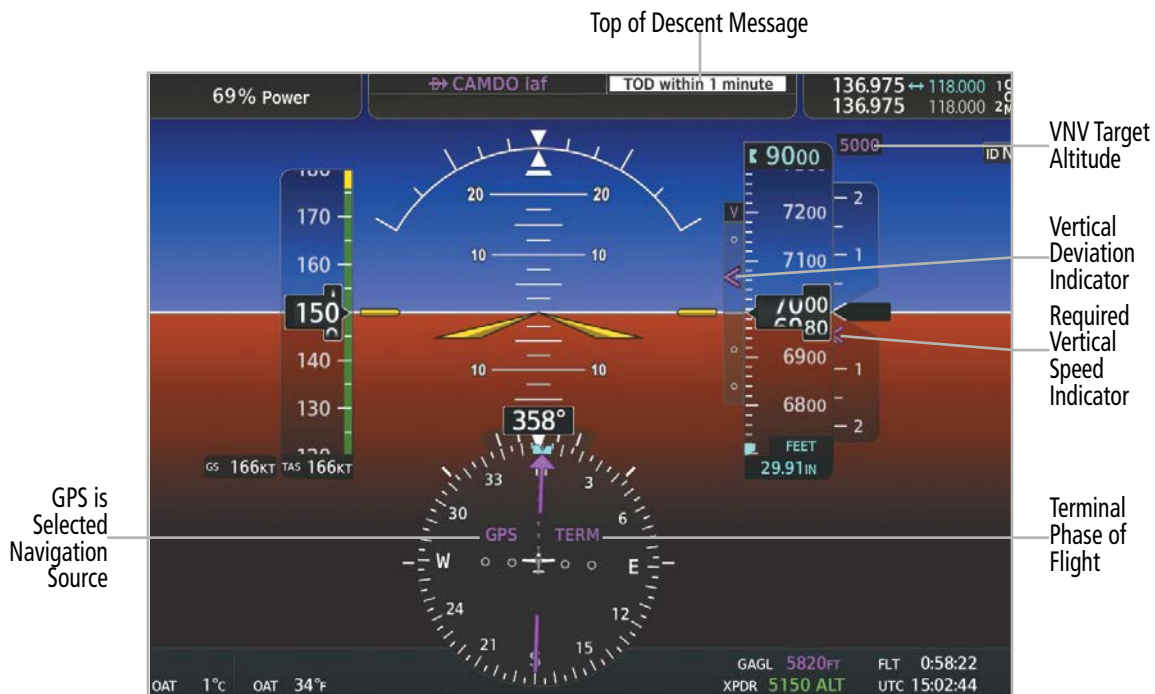 Top of Descent Message
69% Power
D→ CAMDO iaf
TOD within 1 minute
136.975 ↔ 118.000
136.975 118.000
VNV Target
Altitude
9000
5000
ID N
170
160
150
140
130
20 20
10 10
10 10
7200
7100
7000
80
6900
6800
2
1
1
2
V
Vertical
Deviation
Indicator
Required
Vertical
Speed
Indicator
358°
FEET
29.91IN
GS 166KT
TAS 166KT
GPS is
Selected
Navigation
Source
GPS TERM
33
3
30
6
W
E
24
12
21
15
S
Terminal
Phase of
Flight
OAT 1°C
OAT 34°F
GAGL 5820FT
FLT 0:58:22
XPDR 5150 ALT
UTC 15:02:44